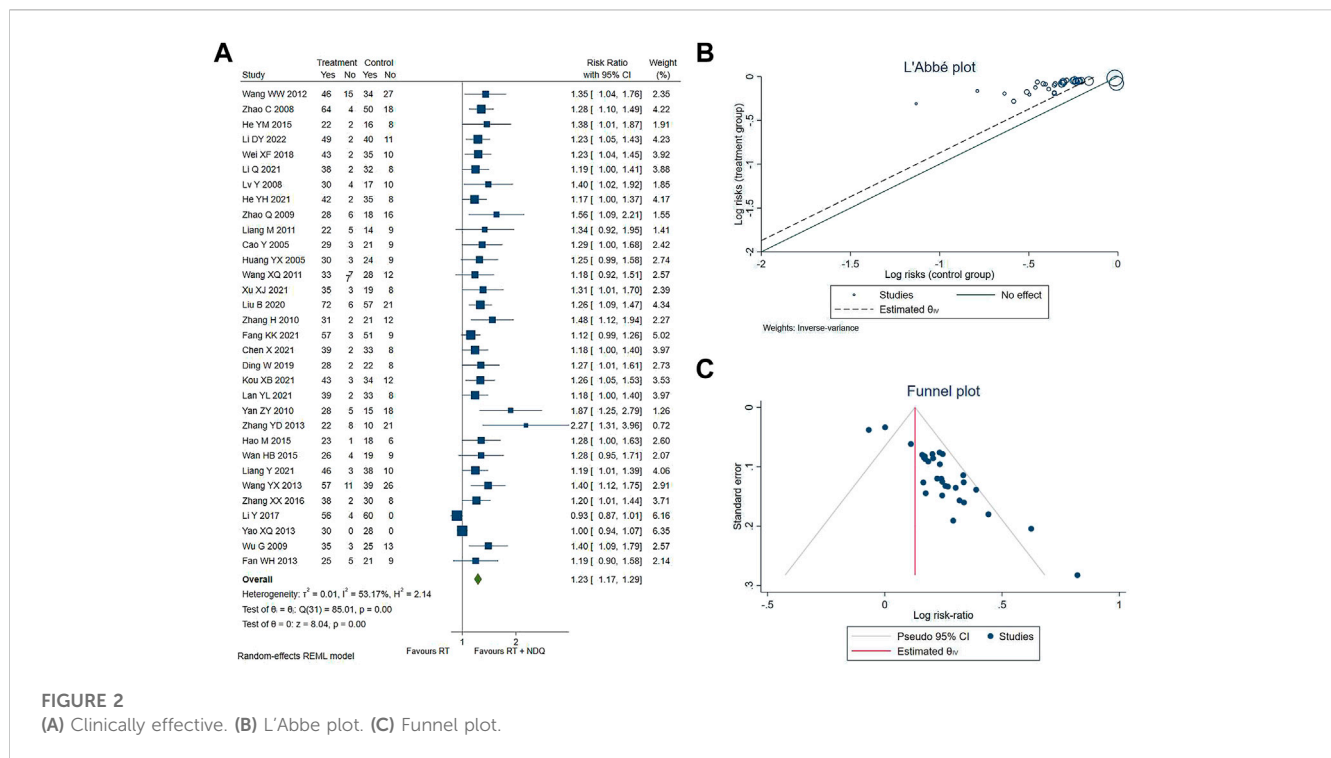 A
Treatment Control Risk Ratio Weight
Study Yes No Yes No with 95% CI (%)
Wang WW 2012 46 15 34 27 1.35 [ 1.04, 1.76] 2.35
Zhao C 2008 64 4 50 18 1.28 [ 1.10, 1.49] 4.22
He YM 2015 22 2 16 8 1.38 [ 1.01, 1.87] 1.91
Li DY 2022 49 2 40 11 1.23 [ 1.05, 1.43] 4.23
Wei XF 2018 43 2 35 10 1.23 [ 1.04, 1.45] 3.92
Li Q 2021 38 2 32 8 1.19 [ 1.00, 1.41] 3.88
Lv Y 2008 30 4 17 10 1.40 [ 1.02, 1.92] 1.85
He YH 2021 42 2 35 8 1.17 [ 1.00, 1.37] 4.17
Zhao Q 2009 28 6 18 16 1.56 [ 1.09, 2.21] 1.55
Liang M 2011 22 5 14 9 1.34 [ 0.92, 1.95] 1.41
Cao Y 2005 29 3 21 9 1.29 [ 1.00, 1.68] 2.42
Huang YX 2005 30 3 24 9 1.25 [ 0.99, 1.58] 2.74
Wang XQ 2011 33 7 28 12 1.18 [ 0.92, 1.51] 2.57
Xu XJ 2021 35 3 19 8 1.31 [ 1.01, 1.70] 2.39
Liu B 2020 72 6 57 21 1.26 [ 1.09, 1.47] 4.34
Zhang H 2010 31 2 21 12 1.48 [ 1.12, 1.94] 2.27
Fang KK 2021 57 3 51 9 1.12 [ 0.99, 1.26] 5.02
Chen X 2021 39 2 33 8 1.18 [ 1.00, 1.40] 3.97
Ding W 2019 28 2 22 8 1.27 [ 1.01, 1.61] 2.73
Kou XB 2021 43 3 34 12 1.26 [ 1.05, 1.53] 3.53
Lan YL 2021 39 2 33 8 1.18 [ 1.00, 1.40] 3.97
Yan ZY 2010 28 5 15 18 1.87 [ 1.25, 2.79] 1.26
Zhang YD 2013 22 8 10 21 2.27 [ 1.31, 3.96] 0.72
Hao M 2015 23 1 18 6 1.28 [ 1.00, 1.63] 2.60
Wan HB 2015 26 4 19 9 1.28 [ 0.95, 1.71] 2.07
Liang Y 2021 46 3 38 10 1.19 [ 1.01, 1.39] 4.06
Wang YX 2013 57 11 39 26 1.40 [ 1.12, 1.75] 2.91
Zhang XX 2016 38 2 30 8 1.20 [ 1.01, 1.44] 3.71
Li Y 2017 56 4 60 0 0.93 [ 0.87, 1.01] 6.16
Yao XQ 2013 30 0 28 0 1.00 [ 0.94, 1.07] 6.35
Wu G 2009 35 3 25 13 1.40 [ 1.09, 1.79] 2.57
Fan WH 2013 25 5 21 9 1.19 [ 0.90, 1.58] 2.14
Overall 1.23 [ 1.17, 1.29]
Heterogeneity: τ² = 0.01, I² = 53.17%, H² = 2.14
Test of θᵢ = θⱼ: Q(31) = 85.01, p = 0.00
Test of θ = 0: z = 8.04, p = 0.00
1 2
Favours RT Favours RT + NDQ
Random-effects REML model
B
L'Abbé plot
Log risks (treatment group)
0
-.5
-1
-1.5
-2
-2 -1.5 -1 -.5 0
Log risks (control group)
Studies No effect
Estimated θIV
Weights: Inverse-variance
C
Funnel plot
Standard error
0
.1
.2
.3
-.5 0 .5 1
Log risk-ratio
Pseudo 95% CI Studies
Estimated θIV
FIGURE 2
(A) Clinically effective. (B) L'Abbe plot. (C) Funnel plot.